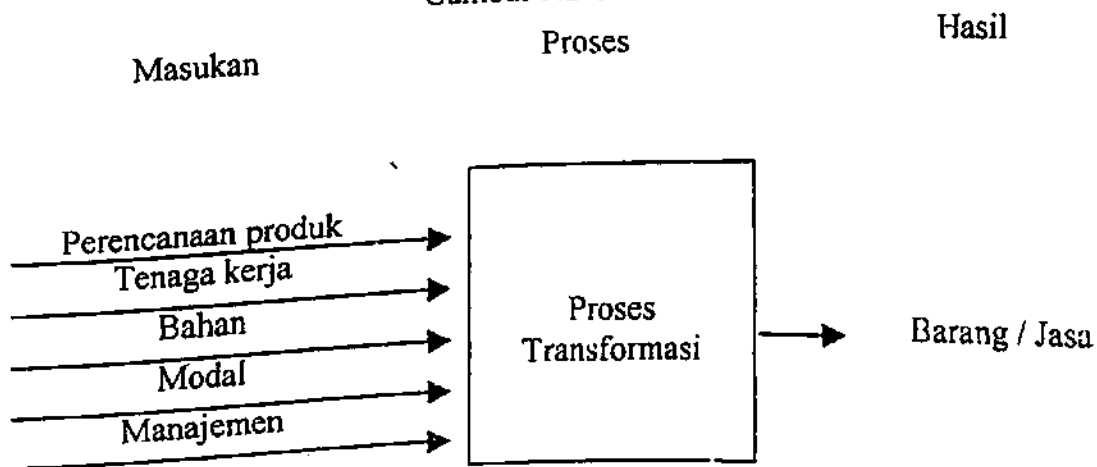 Masukan
Proses
Hasil
Perencanaan produk
Tenaga kerja
Bahan
Modal
Manajemen
Proses
Transformasi
Barang / Jasa